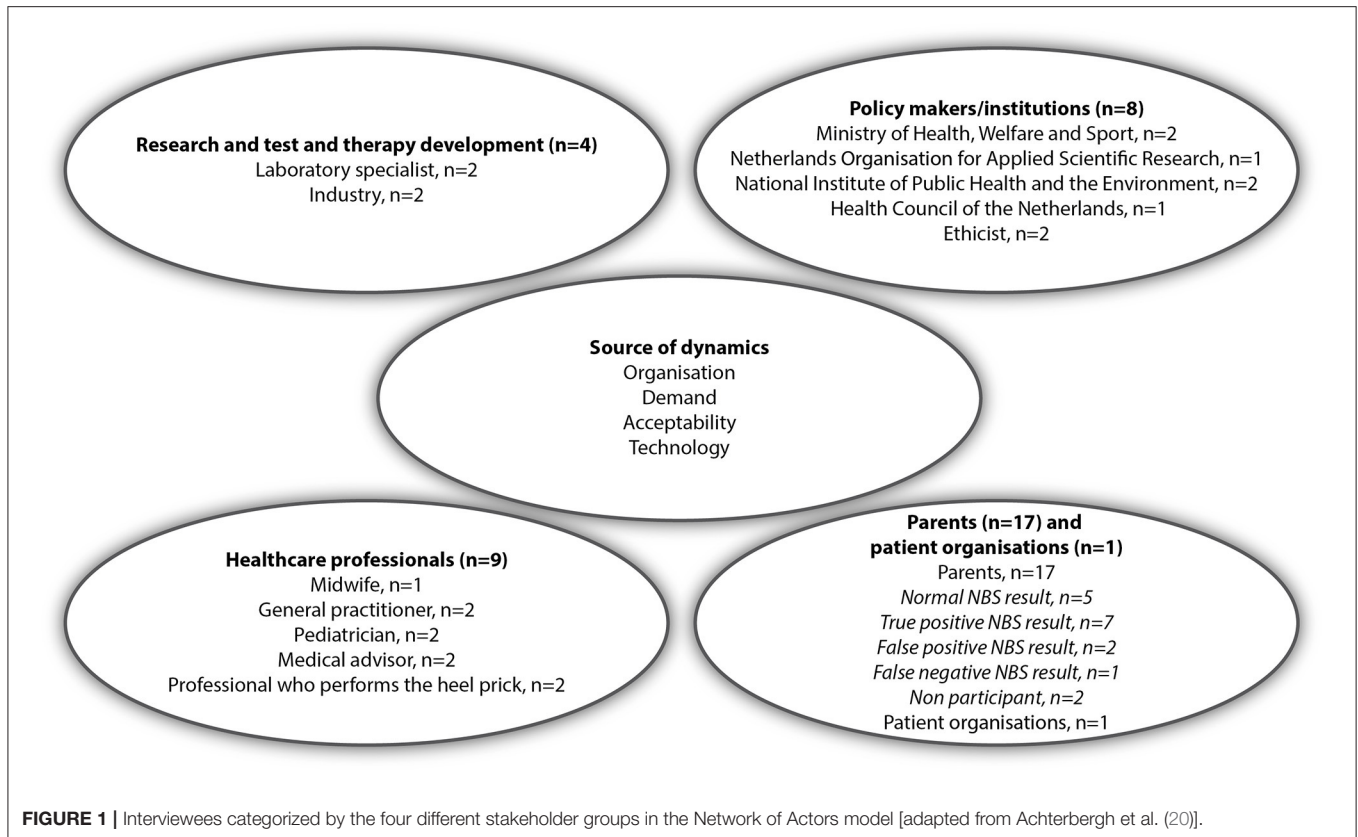 Research and test and therapy development (n=4)
Laboratory specialist, n=2
Industry, n=2
Policy makers/institutions (n=8)
Ministry of Health, Welfare and Sport, n=2
Netherlands Organisation for Applied Scientific Research, n=1
National Institute of Public Health and the Environment, n=2
Health Council of the Netherlands, n=1
Ethicist, n=2
Source of dynamics
Organisation
Demand
Acceptability
Technology
Healthcare professionals (n=9)
Midwife, n=1
General practitioner, n=2
Pediatrician, n=2
Medical advisor, n=2
Professional who performs the heel prick, n=2
Parents (n=17) and
patient organisations (n=1)
Parents, n=17
Normal NBS result, n=5
True positive NBS result, n=7
False positive NBS result, n=2
False negative NBS result, n=1
Non participant, n=2
Patient organisations, n=1
FIGURE 1 | Interviewees categorized by the four different stakeholder groups in the Network of Actors model [adapted from Achterbergh et al. (20)].